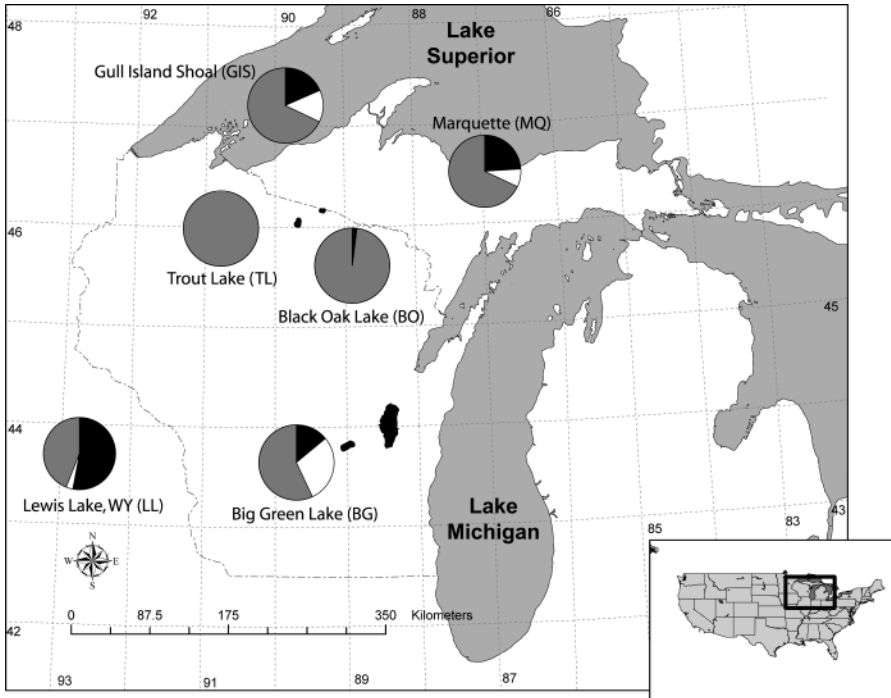 48
92
90
88
86
Lake
Superior
Gull Island Shoal (GIS)
Marquette (MQ)
46
Trout Lake (TL)
Black Oak Lake (BO)
45
44
Lewis Lake, WY (LL)
Big Green Lake (BG)
Lake
Michigan
85
83
43
N
W
E
S
0
87.5
175
350
Kilometers
42
93
91
89
87